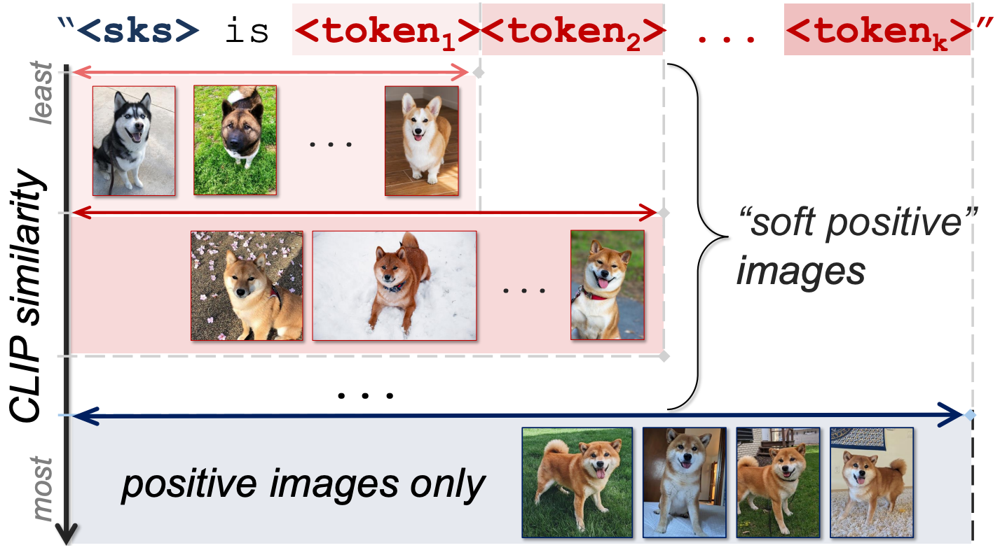 “<sks> is <token₁><token₂> ... <tokenₖ>”
least
CLIP similarity
most
...
...
...
“soft positive”
images
positive images only